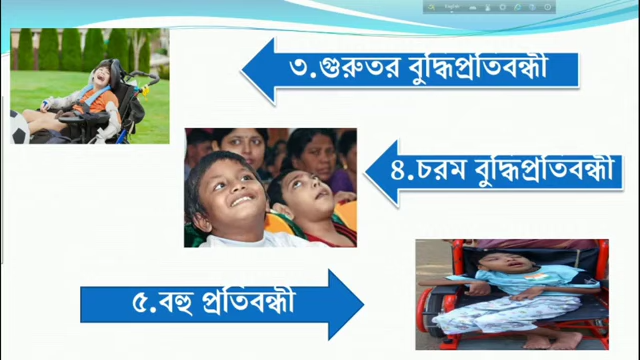 ৩.গুরুতর বুদ্ধিপ্রতিবন্ধী
৪.চরম বুদ্ধিপ্রতিবন্ধী
৫.বহু প্রতিবন্ধী